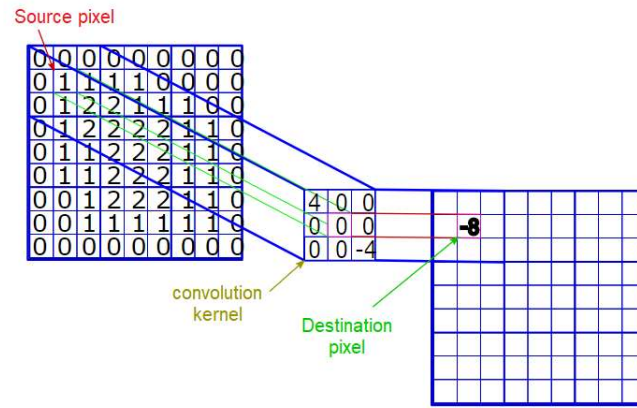 Source pixel
0 0 0 0 0 0 0 0 0
0 1 1 1 1 0 0 0 0
0 1 2 2 1 1 1 0 0
0 1 2 2 2 2 1 1 0
0 1 1 2 2 2 1 1 0
0 1 1 2 2 2 1 1 0
0 0 1 2 2 2 1 1 0
0 0 1 1 1 1 1 1 0
0 0 0 0 0 0 0 0 0
4 0 0
0 0 0
0 0 -4
-8
convolution
kernel
Destination
pixel